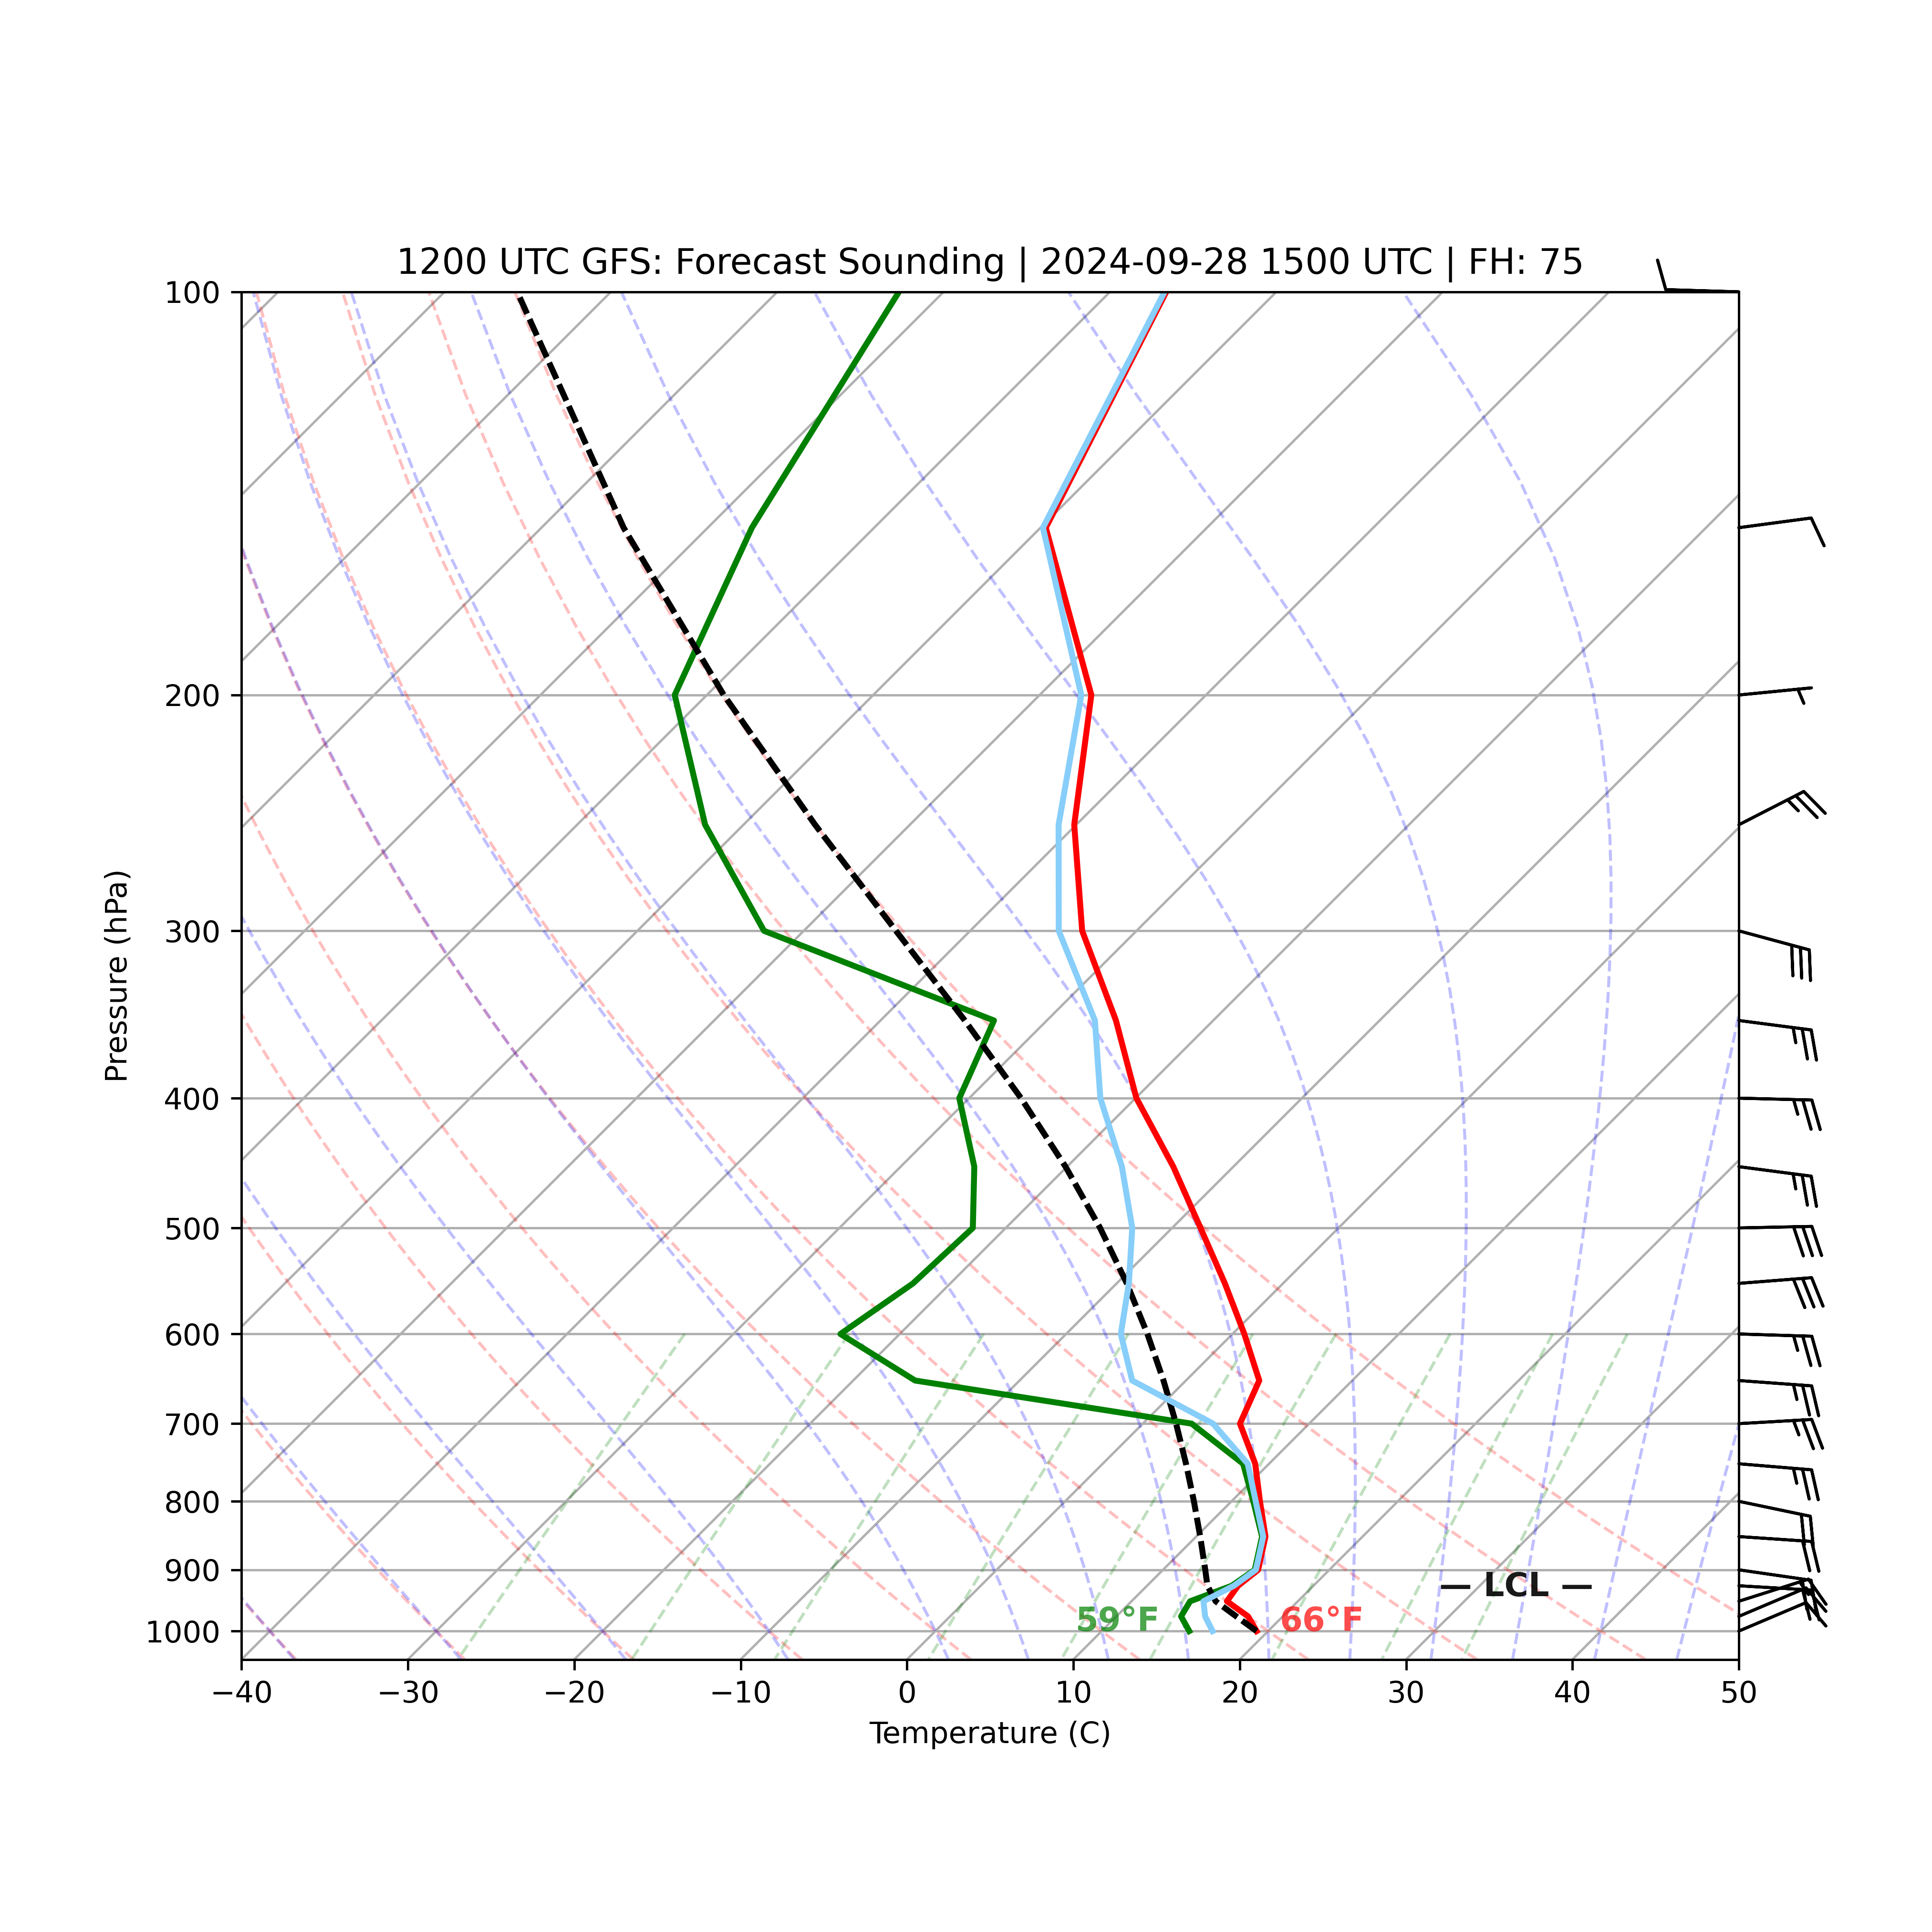 1200 UTC GFS: Forecast Sounding | 2024-09-28 1500 UTC | FH: 75
100
200
300
400
500
600
700
800
900
1000
Pressure (hPa)
— LCL —
59°F
66°F
−40 −30 −20 −10 0 10 20 30 40 50
Temperature (C)